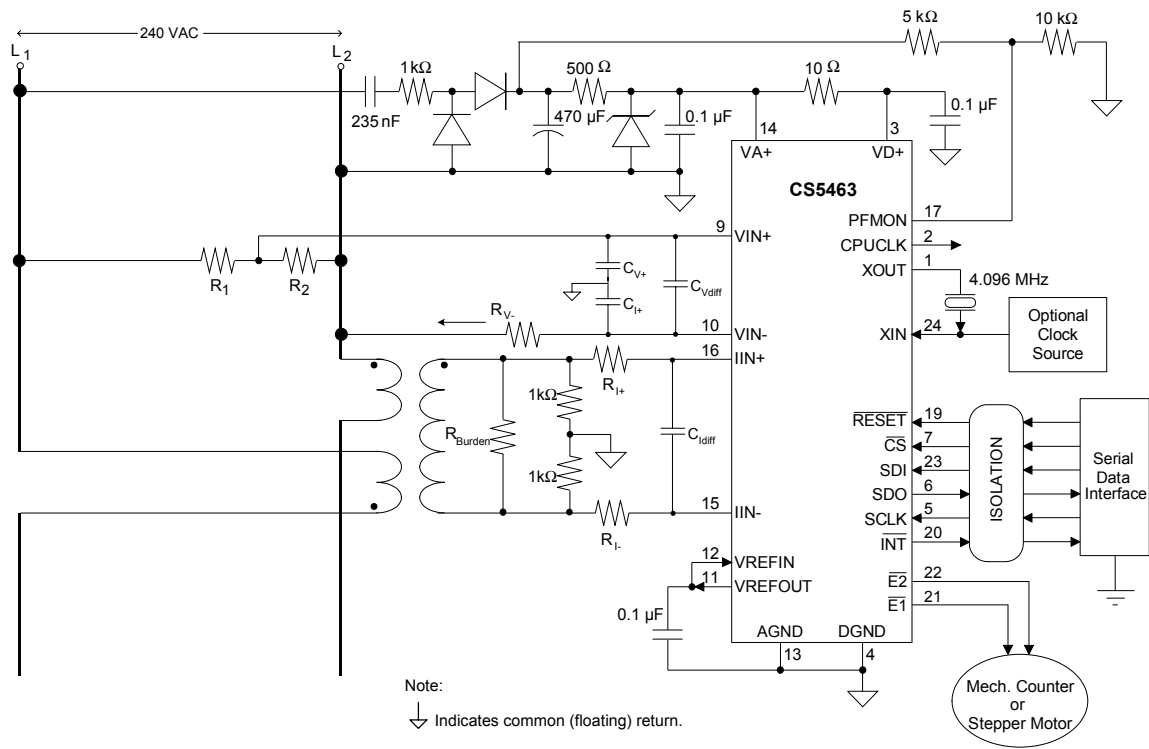 240 VAC
L1
L2
5 kΩ
10 kΩ
1kΩ
500 Ω
10 Ω
235 nF
470 µF
0.1 µF
0.1 µF
14
3
VA+
VD+
CS5463
PFMON
17
CPUCLK
2
XOUT
1
4.096 MHz
XIN
24
Optional
Clock
Source
9
VIN+
R1
R2
CV+
CI+
CVdiff
RV-
10
VIN-
16
IIN+
RI+
1kΩ
RBurden
CIdiff
1kΩ
15
IIN-
RI-
RESET
19
CS
7
SDI
23
SDO
6
SCLK
5
INT
20
ISOLATION
Serial
Data
Interface
12
VREFIN
11
VREFOUT
E2
22
E1
21
0.1 µF
AGND
DGND
13
4
Mech. Counter
or
Stepper Motor
Note:
Indicates common (floating) return.